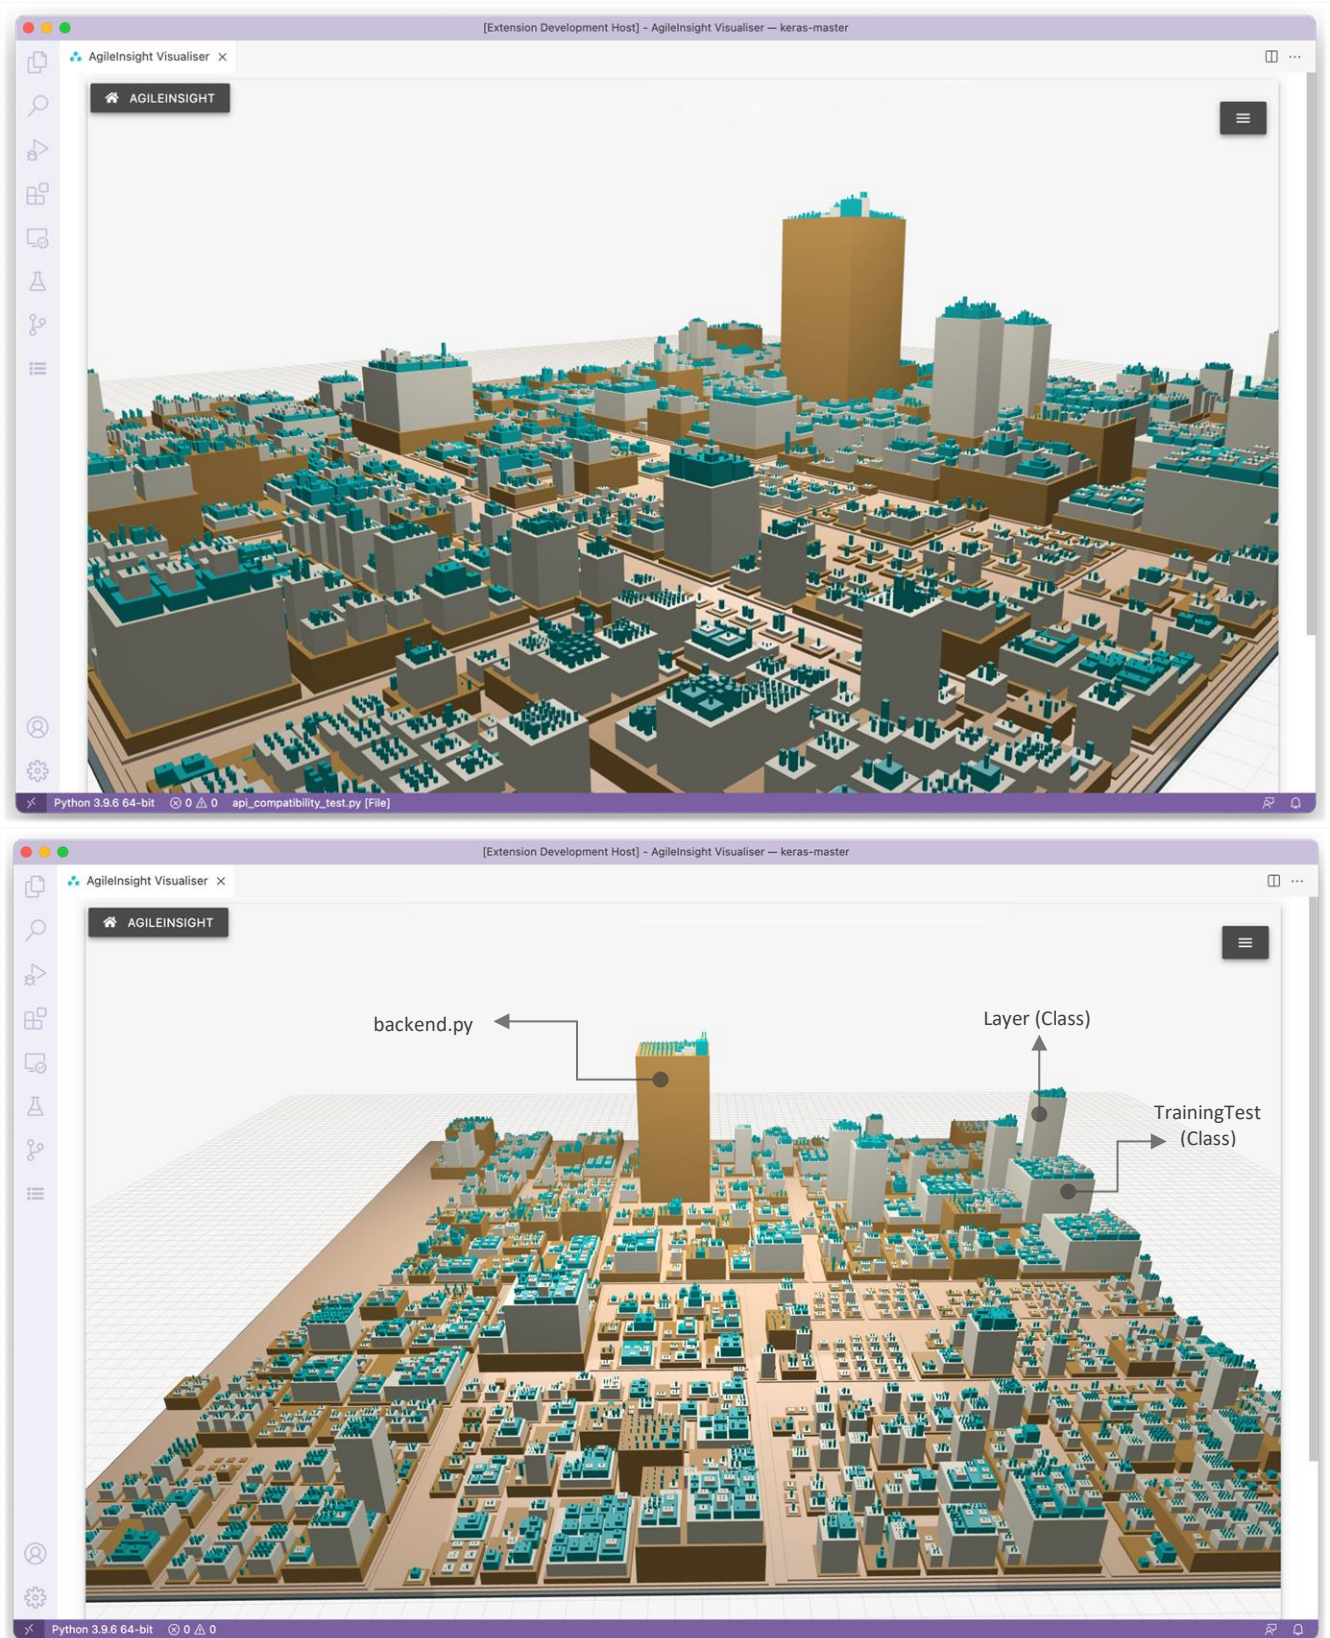 [Extension Development Host] - AgileInsight Visualiser — keras-master
AgileInsight Visualiser
AGILEINSIGHT
Python 3.9.6 64-bit 0 0 api_compatibility_test.py [File]
[Extension Development Host] - AgileInsight Visualiser — keras-master
AgileInsight Visualiser
AGILEINSIGHT
backend.py
Layer (Class)
TrainingTest
(Class)
Python 3.9.6 64-bit 0 0